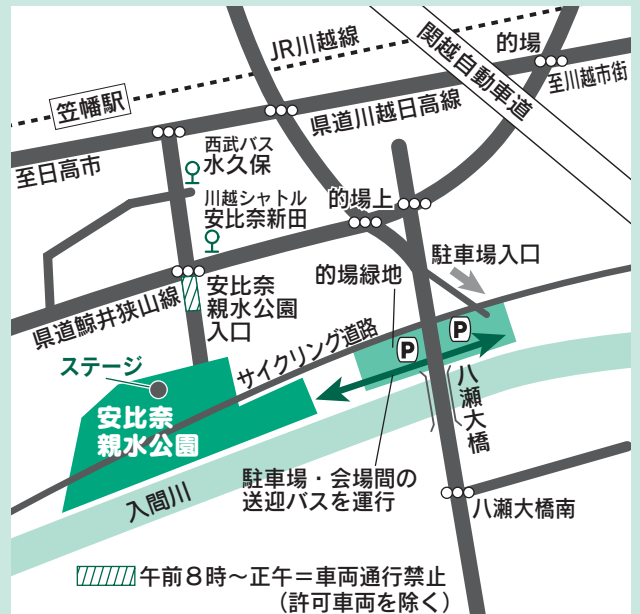 JR川越線
関越自動車道
的場
至川越市街
笠幡駅
県道川越日高線
至日高市
西武バス
水久保
川越シャトル
安比奈新田
的場上
駐車場入口
的場緑地
安比奈
親水公園
入口
県道鯨井狭山線
サイクリング道路
ステージ
P
P
安比奈
親水公園
八瀬大橋
駐車場・会場間の
送迎バスを運行
入間川
八瀬大橋南
午前8時～正午＝車両通行禁止
（許可車両を除く）